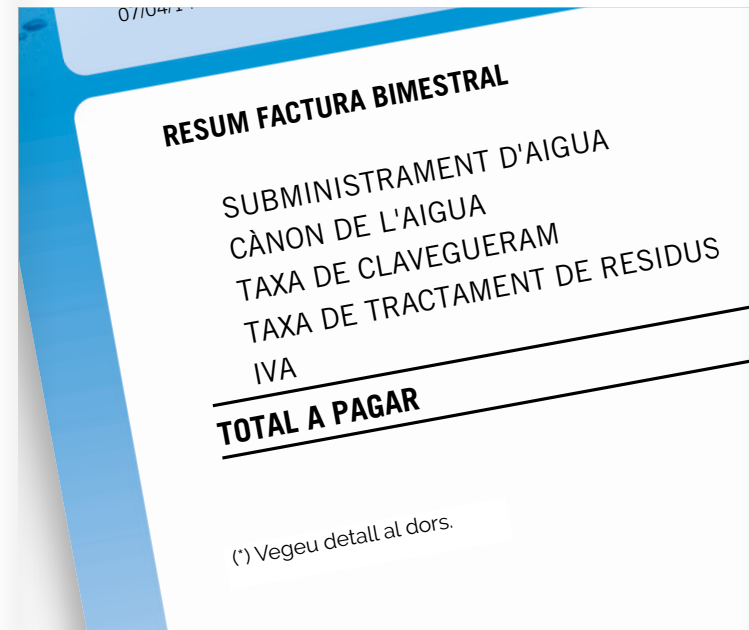 RESUM FACTURA BIMESTRAL
SUBMINISTRAMENT D'AIGUA
CÀNON DE L'AIGUA
TAXA DE CLAVEGUERAM
TAXA DE TRACTAMENT DE RESIDUS
IVA
TOTAL A PAGAR
(*) Vegeu detall al dors.